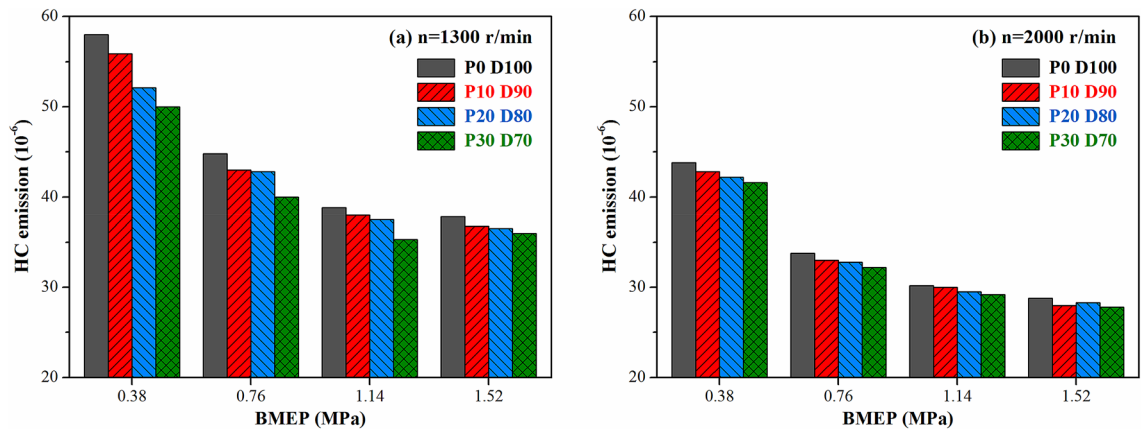 (a) n=1300 r/min
P0 D100
P10 D90
P20 D80
P30 D70
HC emission (10⁻⁶)
60
50
40
30
20
0.38 0.76 1.14 1.52
BMEP (MPa)
(b) n=2000 r/min
P0 D100
P10 D90
P20 D80
P30 D70
HC emission (10⁻⁶)
60
50
40
30
20
0.38 0.76 1.14 1.52
BMEP (MPa)